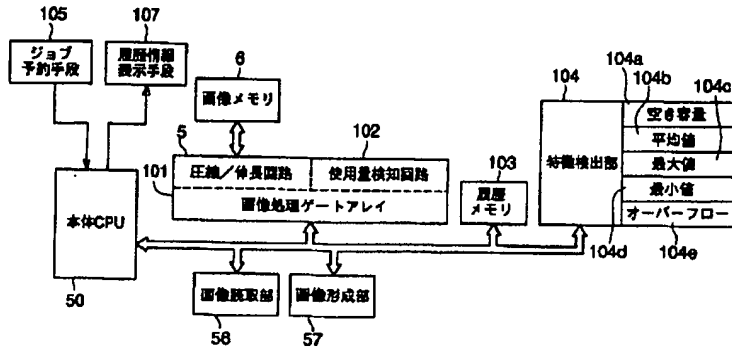 105
ジョブ
予約手段
107
履歴情報
表示手段
6
画像メモリ
5
102
101
圧縮/伸長回路
使用量検知回路
画像処理ゲートアレイ
103
履歴
メモリ
104
特徴検出部
104a
104b
104c
空き容量
平均値
最大値
最小値
オーバーフロー
104d
104e
本体CPU
50
画像読取部
58
画像形成部
57